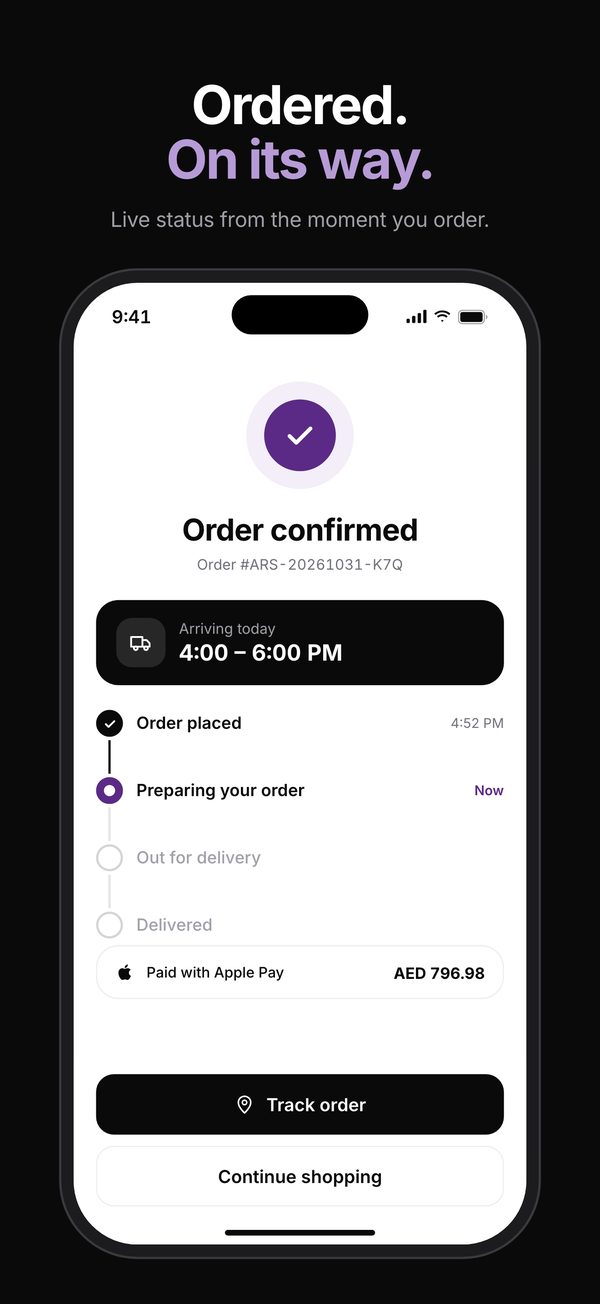 Ordered.
On its way.
Live status from the moment you order.
9:41
Order confirmed
Order #ARS-20261031-K7Q
Arriving today
4:00 – 6:00 PM
Order placed 4:52 PM
Preparing your order Now
Out for delivery
Delivered
Paid with Apple Pay AED 796.98
Track order
Continue shopping